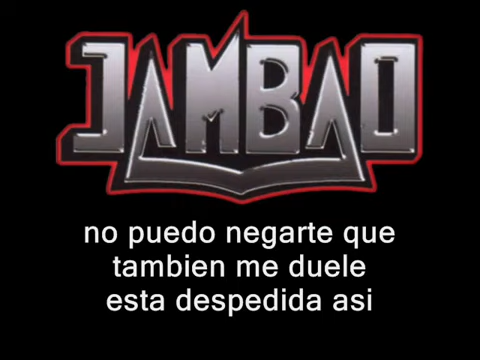 JAMBAO
no puedo negarte que
tambien me duele
esta despedida asi